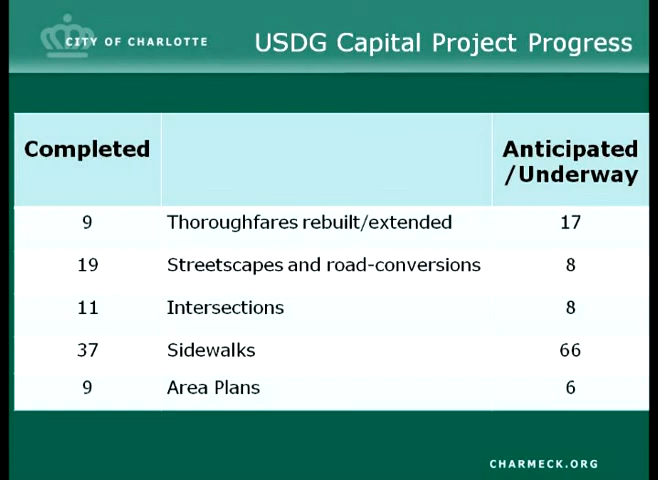 CITY OF CHARLOTTE
USDG Capital Project Progress
Completed
Anticipated
/Underway
9 Thoroughfares rebuilt/extended 17
19 Streetscapes and road-conversions 8
11 Intersections 8
37 Sidewalks 66
9 Area Plans 6
CHARMECK.ORG